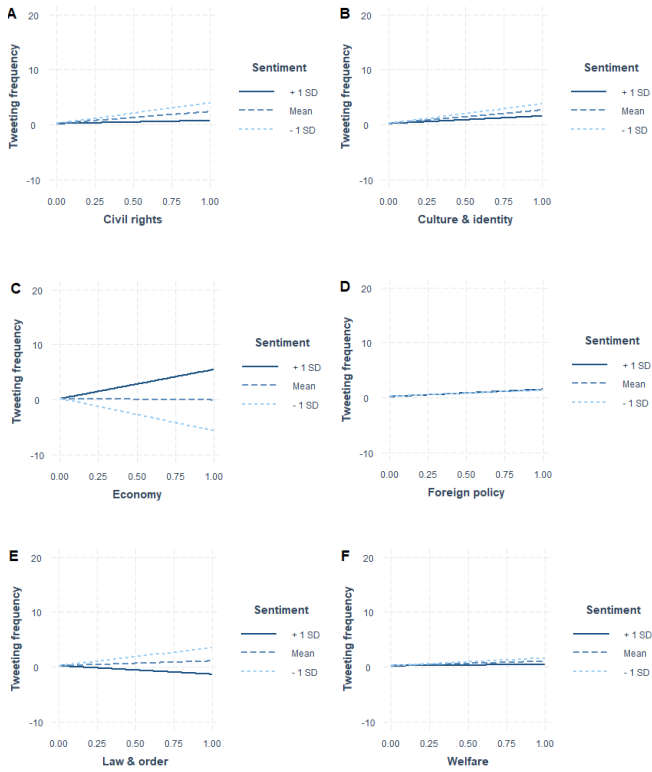 A
Tweeting frequency
20
10
0
-10
0.00 0.25 0.50 0.75 1.00
Civil rights
Sentiment
+ 1 SD
Mean
- 1 SD
B
Tweeting frequency
20
10
0
-10
0.00 0.25 0.50 0.75 1.00
Culture & identity
Sentiment
+ 1 SD
Mean
- 1 SD
C
Tweeting frequency
20
10
0
-10
0.00 0.25 0.50 0.75 1.00
Economy
Sentiment
+ 1 SD
Mean
- 1 SD
D
Tweeting frequency
20
10
0
-10
0.00 0.25 0.50 0.75 1.00
Foreign policy
Sentiment
+ 1 SD
Mean
- 1 SD
E
Tweeting frequency
20
10
0
-10
0.00 0.25 0.50 0.75 1.00
Law & order
Sentiment
+ 1 SD
Mean
- 1 SD
F
Tweeting frequency
20
10
0
-10
0.00 0.25 0.50 0.75 1.00
Welfare
Sentiment
+ 1 SD
Mean
- 1 SD